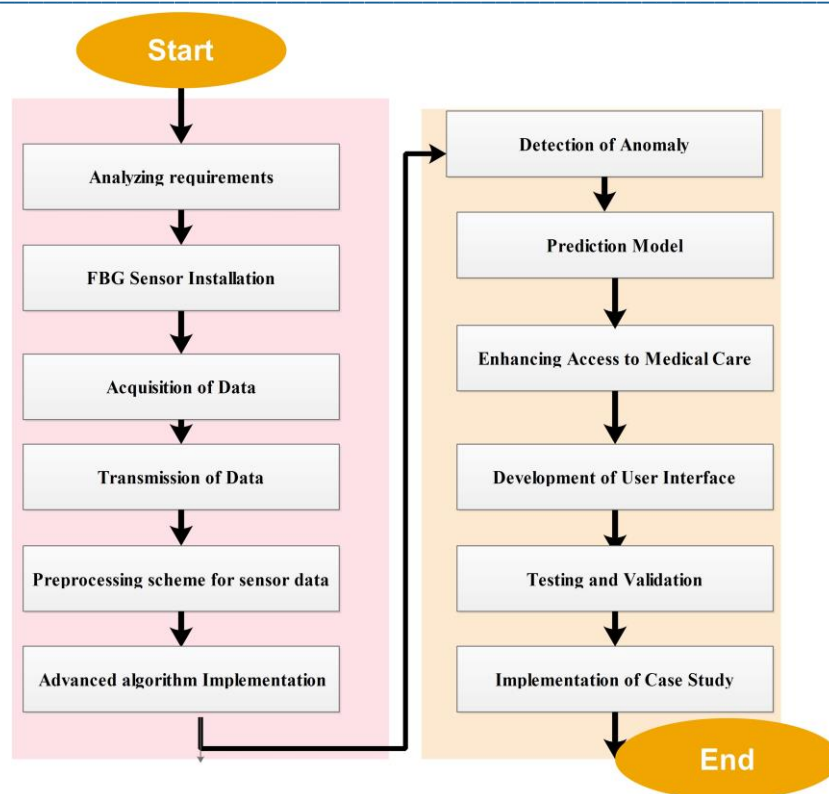 Start
Analyzing requirements
FBG Sensor Installation
Acquisition of Data
Transmission of Data
Preprocessing scheme for sensor data
Advanced algorithm Implementation
Detection of Anomaly
Prediction Model
Enhancing Access to Medical Care
Development of User Interface
Testing and Validation
Implementation of Case Study
End